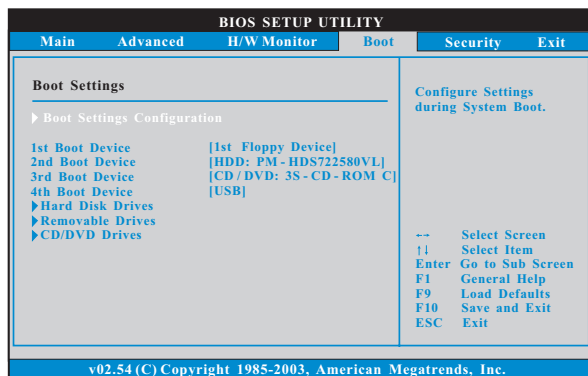 BIOS SETUP UTILITY
Main Advanced H/W Monitor Boot Security Exit
Boot Settings
Boot Settings Configuration
1st Boot Device [1st Floppy Device]
2nd Boot Device [HDD: PM - HDS722580VL]
3rd Boot Device [CD / DVD: 3S - CD - ROM C]
4th Boot Device [USB]
Hard Disk Drives
Removable Drives
CD/DVD Drives
Configure Settings
during System Boot.
←→ Select Screen
↑↓ Select Item
Enter Go to Sub Screen
F1 General Help
F9 Load Defaults
F10 Save and Exit
ESC Exit
v02.54 (C) Copyright 1985-2003, American Megatrends, Inc.